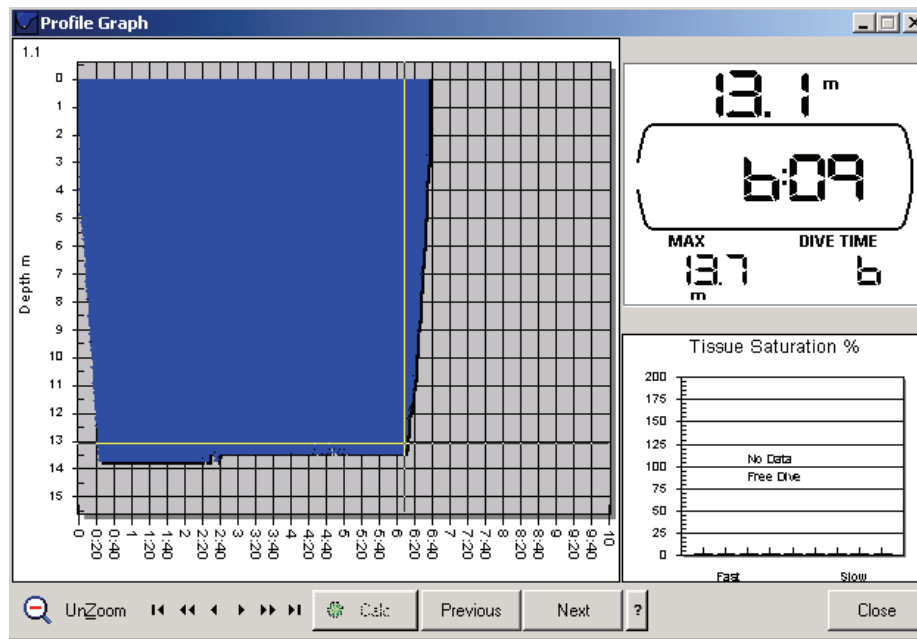 Profile Graph
1.1
0
1
2
3
4
5
6
7
8
9
10
11
12
13
14
15
Depth m
0 0:20 0:40 1 1:20 1:40 2 2:20 2:40 3 3:20 3:40 4 4:20 4:40 5 5:20 5:40 6 6:20 6:40 7 7:20 7:40 8 8:20 8:40 9 9:20 9:40 10
13.1 m
6:09
MAX DIVE TIME
13.7 6
m
Tissue Saturation %
200
175
150
125
100
75
50
25
0
No Data
Free Dive
Fast Slow
UnZoom Calc Previous Next ? Close